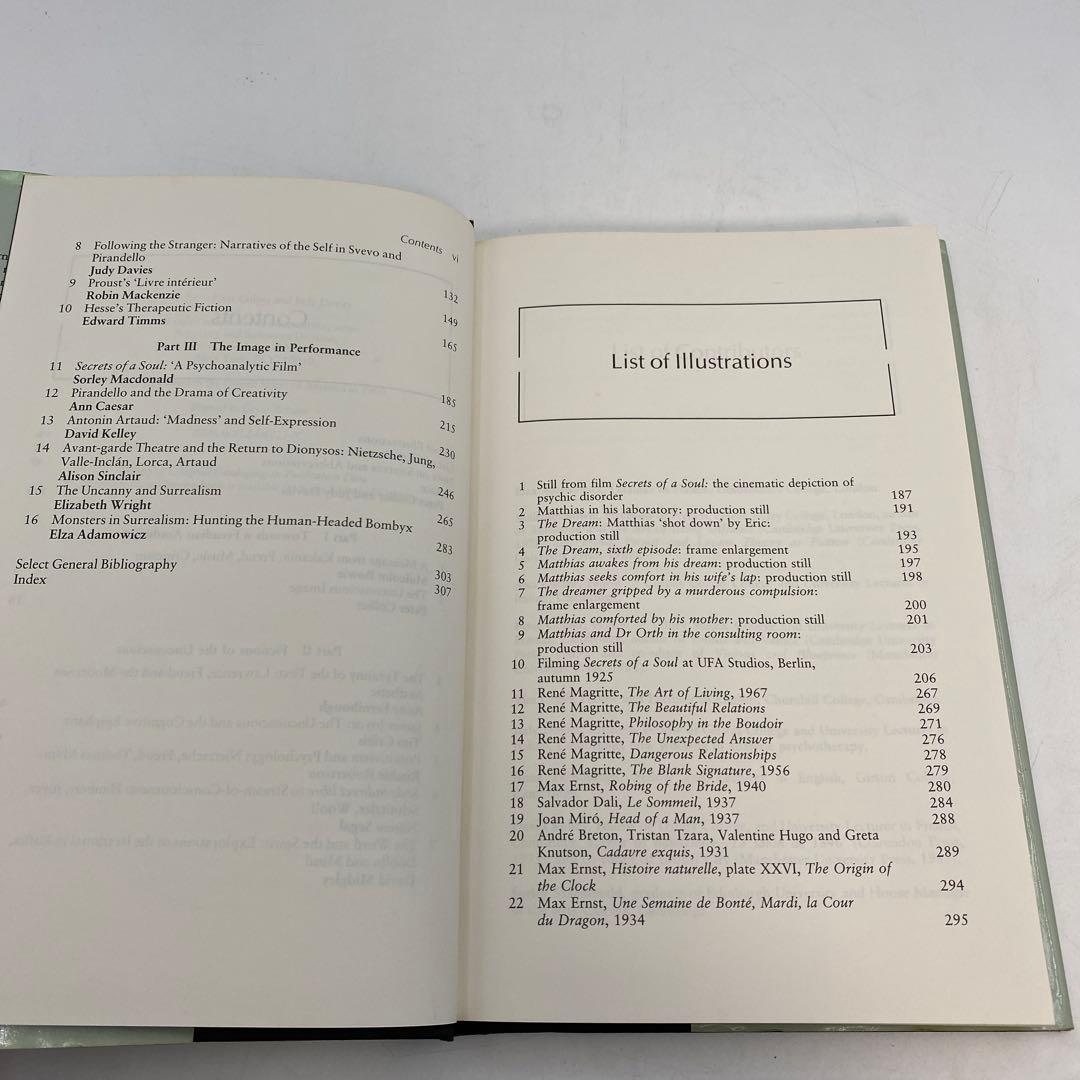 Contents vi
8 Following the Stranger: Narratives of the Self in Svevo and
Pirandello
Judy Davies 132
9 Proust's 'Livre intérieur'
Robin Mackenzie 149
10 Hesse's Therapeutic Fiction
Edward Timms 165
Part III The Image in Performance
11 Secrets of a Soul: 'A Psychoanalytic Film'
Sorley Macdonald 185
12 Pirandello and the Drama of Creativity
Ann Caesar 215
13 Antonin Artaud: 'Madness' and Self-Expression
David Kelley 230
14 Avant-garde Theatre and the Return to Dionysos: Nietzsche, Jung,
Valle-Inclán, Lorca, Artaud
Alison Sinclair 246
15 The Uncanny and Surrealism
Elizabeth Wright 265
16 Monsters in Surrealism: Hunting the Human-Headed Bombyx
Elza Adamowicz 283
Select General Bibliography 303
Index 307
List of Illustrations
1 Still from film Secrets of a Soul: the cinematic depiction of
psychic disorder 187
2 Matthias in his laboratory: production still 191
3 The Dream: Matthias 'shot down' by Eric:
production still 193
4 The Dream, sixth episode: frame enlargement 195
5 Matthias awakes from his dream: production still 197
6 Matthias seeks comfort in his wife's lap: production still 198
7 The dreamer gripped by a murderous compulsion:
frame enlargement 200
8 Matthias comforted by his mother: production still 201
9 Matthias and Dr Orth in the consulting room:
production still 203
10 Filming Secrets of a Soul at UFA Studios, Berlin,
autumn 1925 206
11 René Magritte, The Art of Living, 1967 267
12 René Magritte, The Beautiful Relations 269
13 René Magritte, Philosophy in the Boudoir 271
14 René Magritte, The Unexpected Answer 276
15 René Magritte, Dangerous Relationships 278
16 René Magritte, The Blank Signature, 1956 279
17 Max Ernst, Robing of the Bride, 1940 280
18 Salvador Dali, Le Sommeil, 1937 284
19 Joan Miró, Head of a Man, 1937 288
20 André Breton, Tristan Tzara, Valentine Hugo and Greta
Knutson, Cadavre exquis, 1931 289
21 Max Ernst, Histoire naturelle, plate XXVI, The Origin of
the Clock 294
22 Max Ernst, Une Semaine de Bonté, Mardi, la Cour
du Dragon, 1934 295